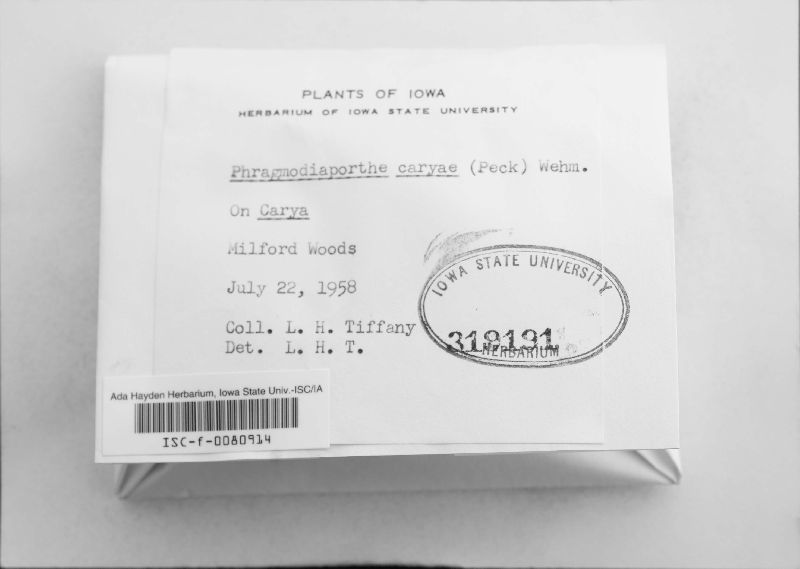 PLANTS OF IOWA
HERBARIUM OF IOWA STATE UNIVERSITY
Phragmodiaporthe caryae (Peck) Wehm.
On Carya
Milford Woods
July 22, 1958
Coll. L. H. Tiffany
Det. L. H. T.
IOWA STATE UNIVERSITY
319191
HERBARIUM
Ada Hayden Herbarium, Iowa State Univ.-ISC/IA
ISC-f-0080914